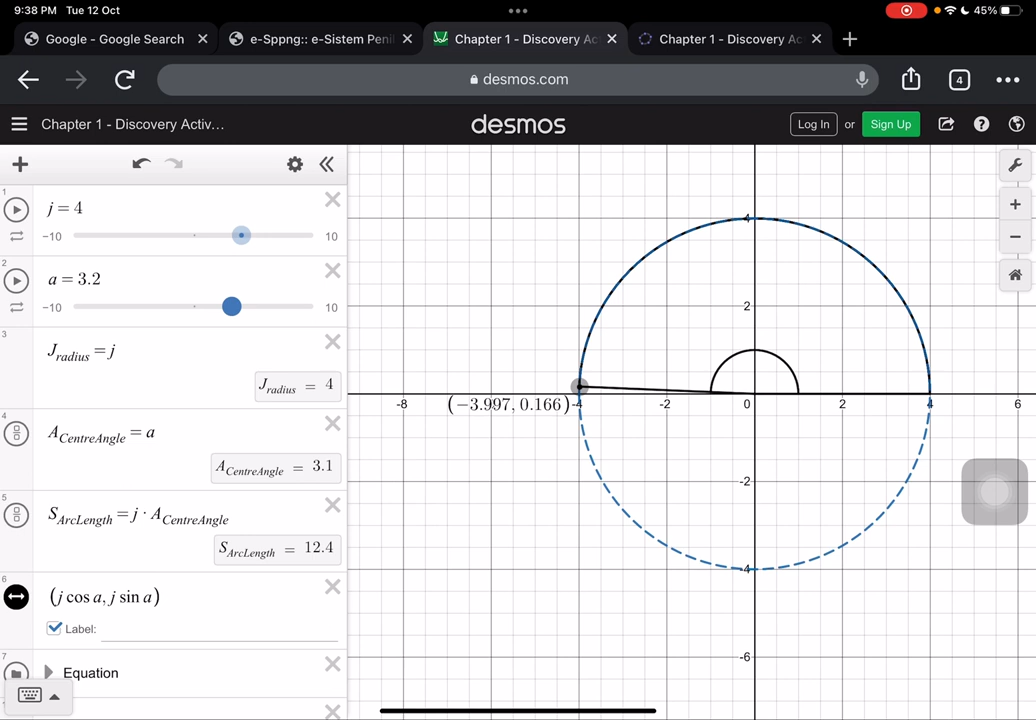 9:38 PM Tue 12 Oct
45%
Google - Google Search
e-Sppng:: e-Sistem Penil
Chapter 1 - Discovery Ac
Chapter 1 - Discovery Ac
desmos.com
4
Chapter 1 - Discovery Activ…
desmos
Log In or Sign Up
1
j = 4
-10
10
2
a = 3.2
-10
10
3
J_radius = j
J_radius = 4
4
A_CentreAngle = a
A_CentreAngle = 3.1
5
S_ArcLength = j · A_CentreAngle
S_ArcLength = 12.4
6
(j cos a, j sin a)
Label:
7
Equation
4
2
(−3.997, 0.166)
-8
-4
-2
0
2
4
6
-2
-4
-6